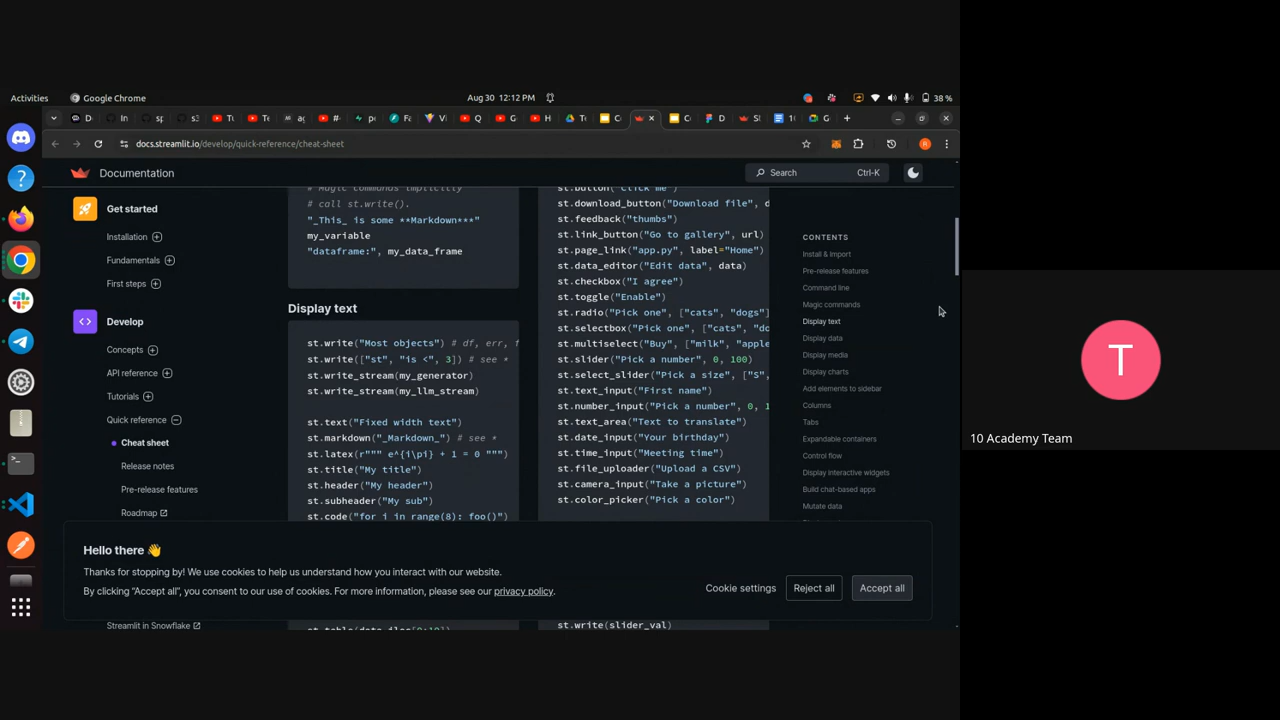 Activities
Google Chrome
Aug 30 12:12 PM
38 %
docs.streamlit.io/develop/quick-reference/cheat-sheet
Documentation
Search
Ctrl-K
Get started
Installation
Fundamentals
First steps
Develop
Concepts
API reference
Tutorials
Quick reference
Cheat sheet
Release notes
Pre-release features
Roadmap
Streamlit in Snowflake
# Magic commands implicitly
# call st.write().
"_This_ is some **Markdown***"
my_variable
"dataframe:", my_data_frame
Display text
st.write("Most objects") # df, err, f
st.write(["st", "is <", 3]) # see *
st.write_stream(my_generator)
st.write_stream(my_llm_stream)
st.text("Fixed width text")
st.markdown("_Markdown_") # see *
st.latex(r""" e^{i\pi} + 1 = 0 """)
st.title("My title")
st.header("My header")
st.subheader("My sub")
st.code("for i in range(8): foo()")
st.button("Click me")
st.download_button("Download file", d
st.feedback("thumbs")
st.link_button("Go to gallery", url)
st.page_link("app.py", label="Home")
st.data_editor("Edit data", data)
st.checkbox("I agree")
st.toggle("Enable")
st.radio("Pick one", ["cats", "dogs"]
st.selectbox("Pick one", ["cats", "do
st.multiselect("Buy", ["milk", "apple
st.slider("Pick a number", 0, 100)
st.select_slider("Pick a size", ["S",
st.text_input("First name")
st.number_input("Pick a number", 0, 1
st.text_area("Text to translate")
st.date_input("Your birthday")
st.time_input("Meeting time")
st.file_uploader("Upload a CSV")
st.camera_input("Take a picture")
st.color_picker("Pick a color")
st.write(slider_val)
CONTENTS
Install & Import
Pre-release features
Command line
Magic commands
Display text
Display data
Display media
Display charts
Add elements to sidebar
Columns
Tabs
Expandable containers
Control flow
Display interactive widgets
Build chat-based apps
Mutate data
Hello there 👋
Thanks for stopping by! We use cookies to help us understand how you interact with our website.
By clicking "Accept all", you consent to our use of cookies. For more information, please see our privacy policy.
Cookie settings
Reject all
Accept all
T
10 Academy Team